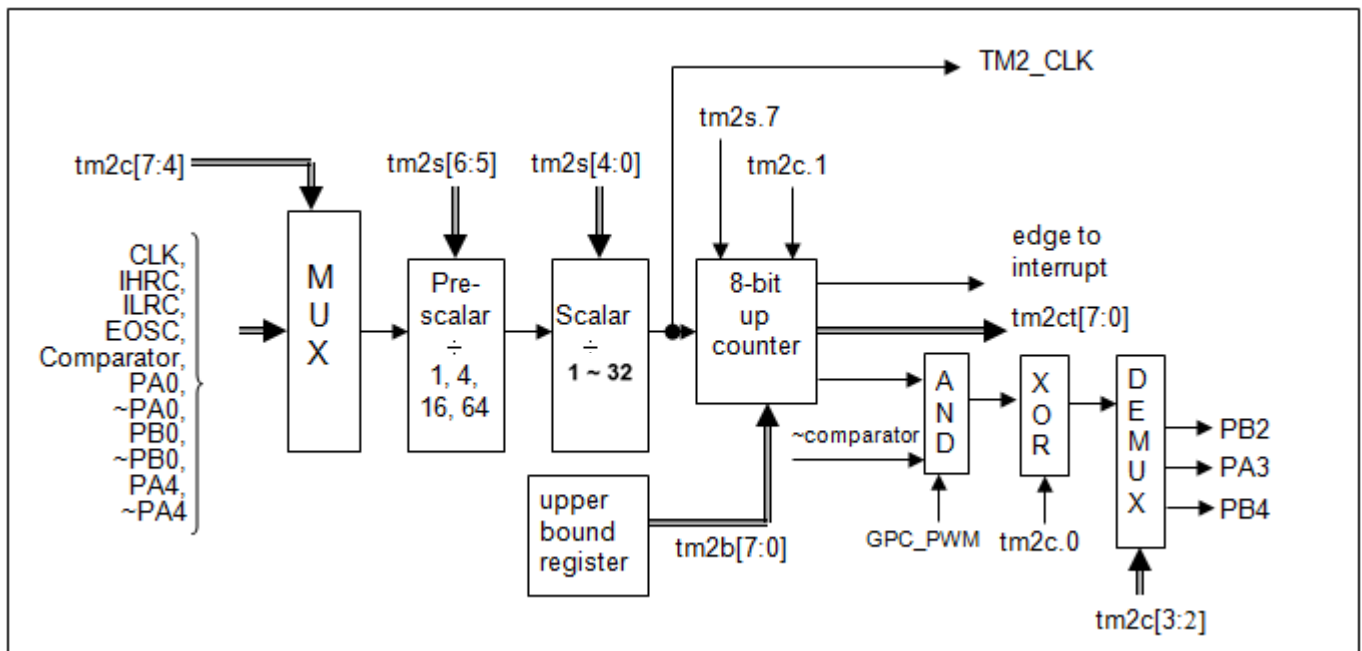 TM2_CLK
tm2s.7
tm2c[7:4]
tm2s[6:5]
tm2s[4:0]
tm2c.1
CLK,
IHRC,
ILRC,
EOSC,
Comparator,
PA0,
~PA0,
PB0,
~PB0,
PA4,
~PA4
M
U
X
Pre-
scalar
÷
1, 4,
16, 64
Scalar
÷
1 ~ 32
8-bit
up
counter
edge to
interrupt
tm2ct[7:0]
~comparator
A
N
D
X
O
R
D
E
M
U
X
PB2
PA3
PB4
upper
bound
register
tm2b[7:0]
GPC_PWM
tm2c.0
tm2c[3:2]